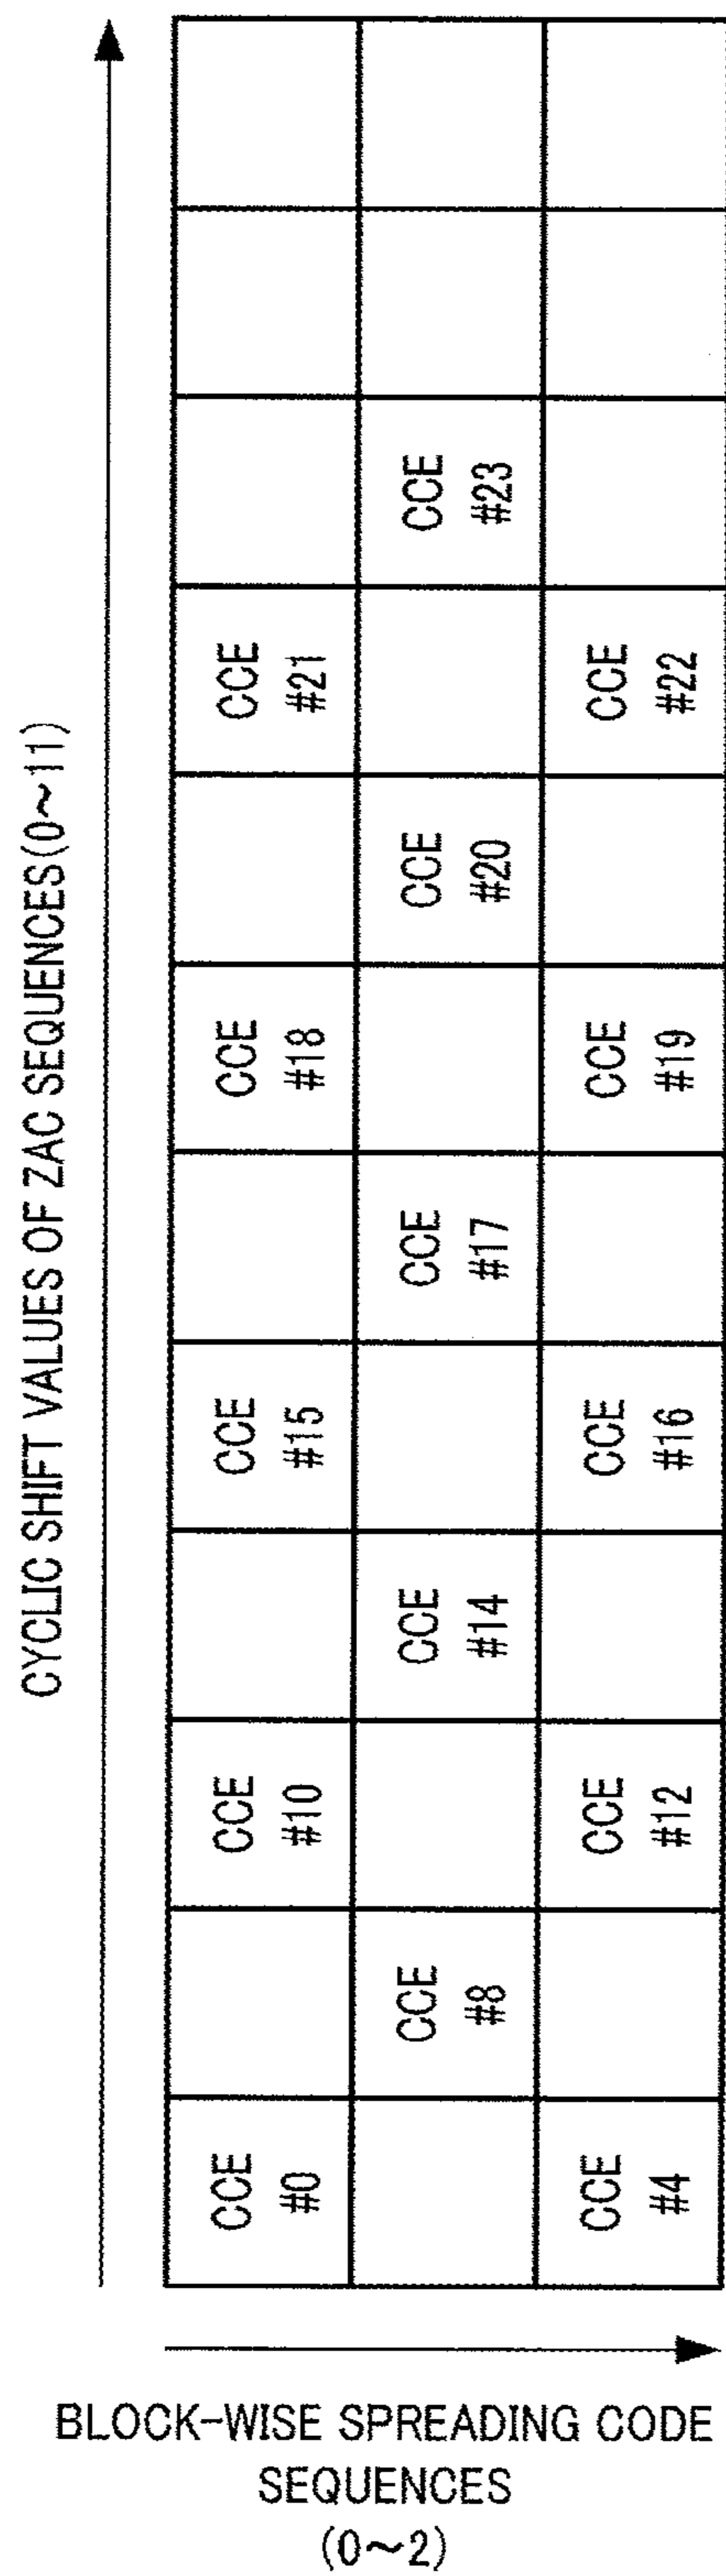 CYCLIC SHIFT VALUES OF ZAC SEQUENCES(0~11)
CCE
#0
CCE
#10
CCE
#15
CCE
#18
CCE
#21
CCE
#8
CCE
#14
CCE
#17
CCE
#20
CCE
#23
CCE
#4
CCE
#12
CCE
#16
CCE
#19
CCE
#22
BLOCK-WISE SPREADING CODE
SEQUENCES
(0~2)